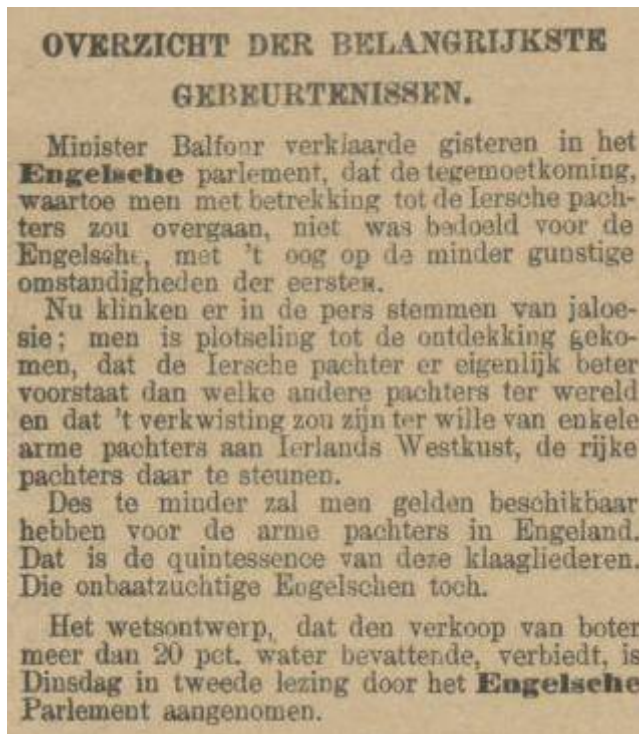 OVERZICHT DER BELANGRIJKSTE
GEBEURTENISSEN.
Minister Balfour verklaarde gisteren in het
Engelsche parlement, dat de tegemoetkoming,
waartoe men met betrekking tot de Iersche pach-
ters zou overgaan, niet was bedoeld voor de
Engelsche, met 't oog op de minder gunstige
omstandigheden der eersten.
Nu klinken er in de pers stemmen van jaloe-
sie; men is plotseling tot de ontdekking geko-
men, dat de Iersche pachter er eigenlijk beter
voorstaat dan welke andere pachters ter wereld
en dat 't verkwisting zou zijn ter wille van enkele
arme pachters aan Ierlands Westkust, de rijke
pachters daar te steunen.
Des te minder zal men gelden beschikbaar
hebben voor de arme pachters in Engeland.
Dat is de quintessence van deze klaagliederen.
Die onbaatzuchtige Engelschen toch.
Het wetsontwerp, dat den verkoop van boter
meer dan 20 pct. water bevattende, verbiedt, is
Dinsdag in tweede lezing door het Engelsche
Parlement aangenomen.